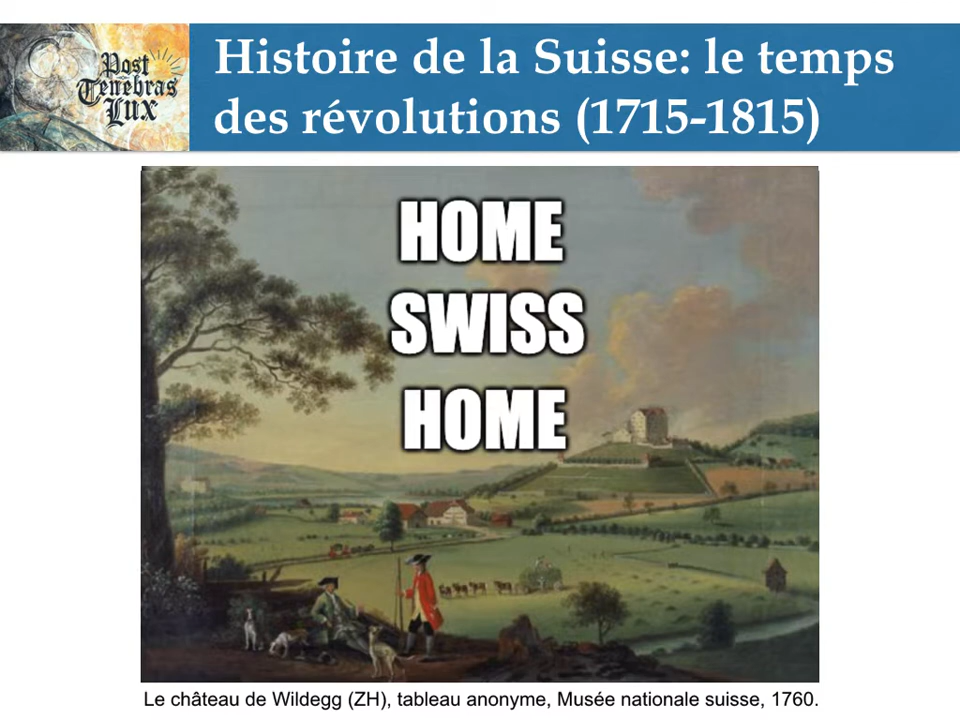 Post
Tenebras
Lux
Histoire de la Suisse: le temps
des révolutions (1715-1815)
HOME
SWISS
HOME
Le château de Wildegg (ZH), tableau anonyme, Musée nationale suisse, 1760.